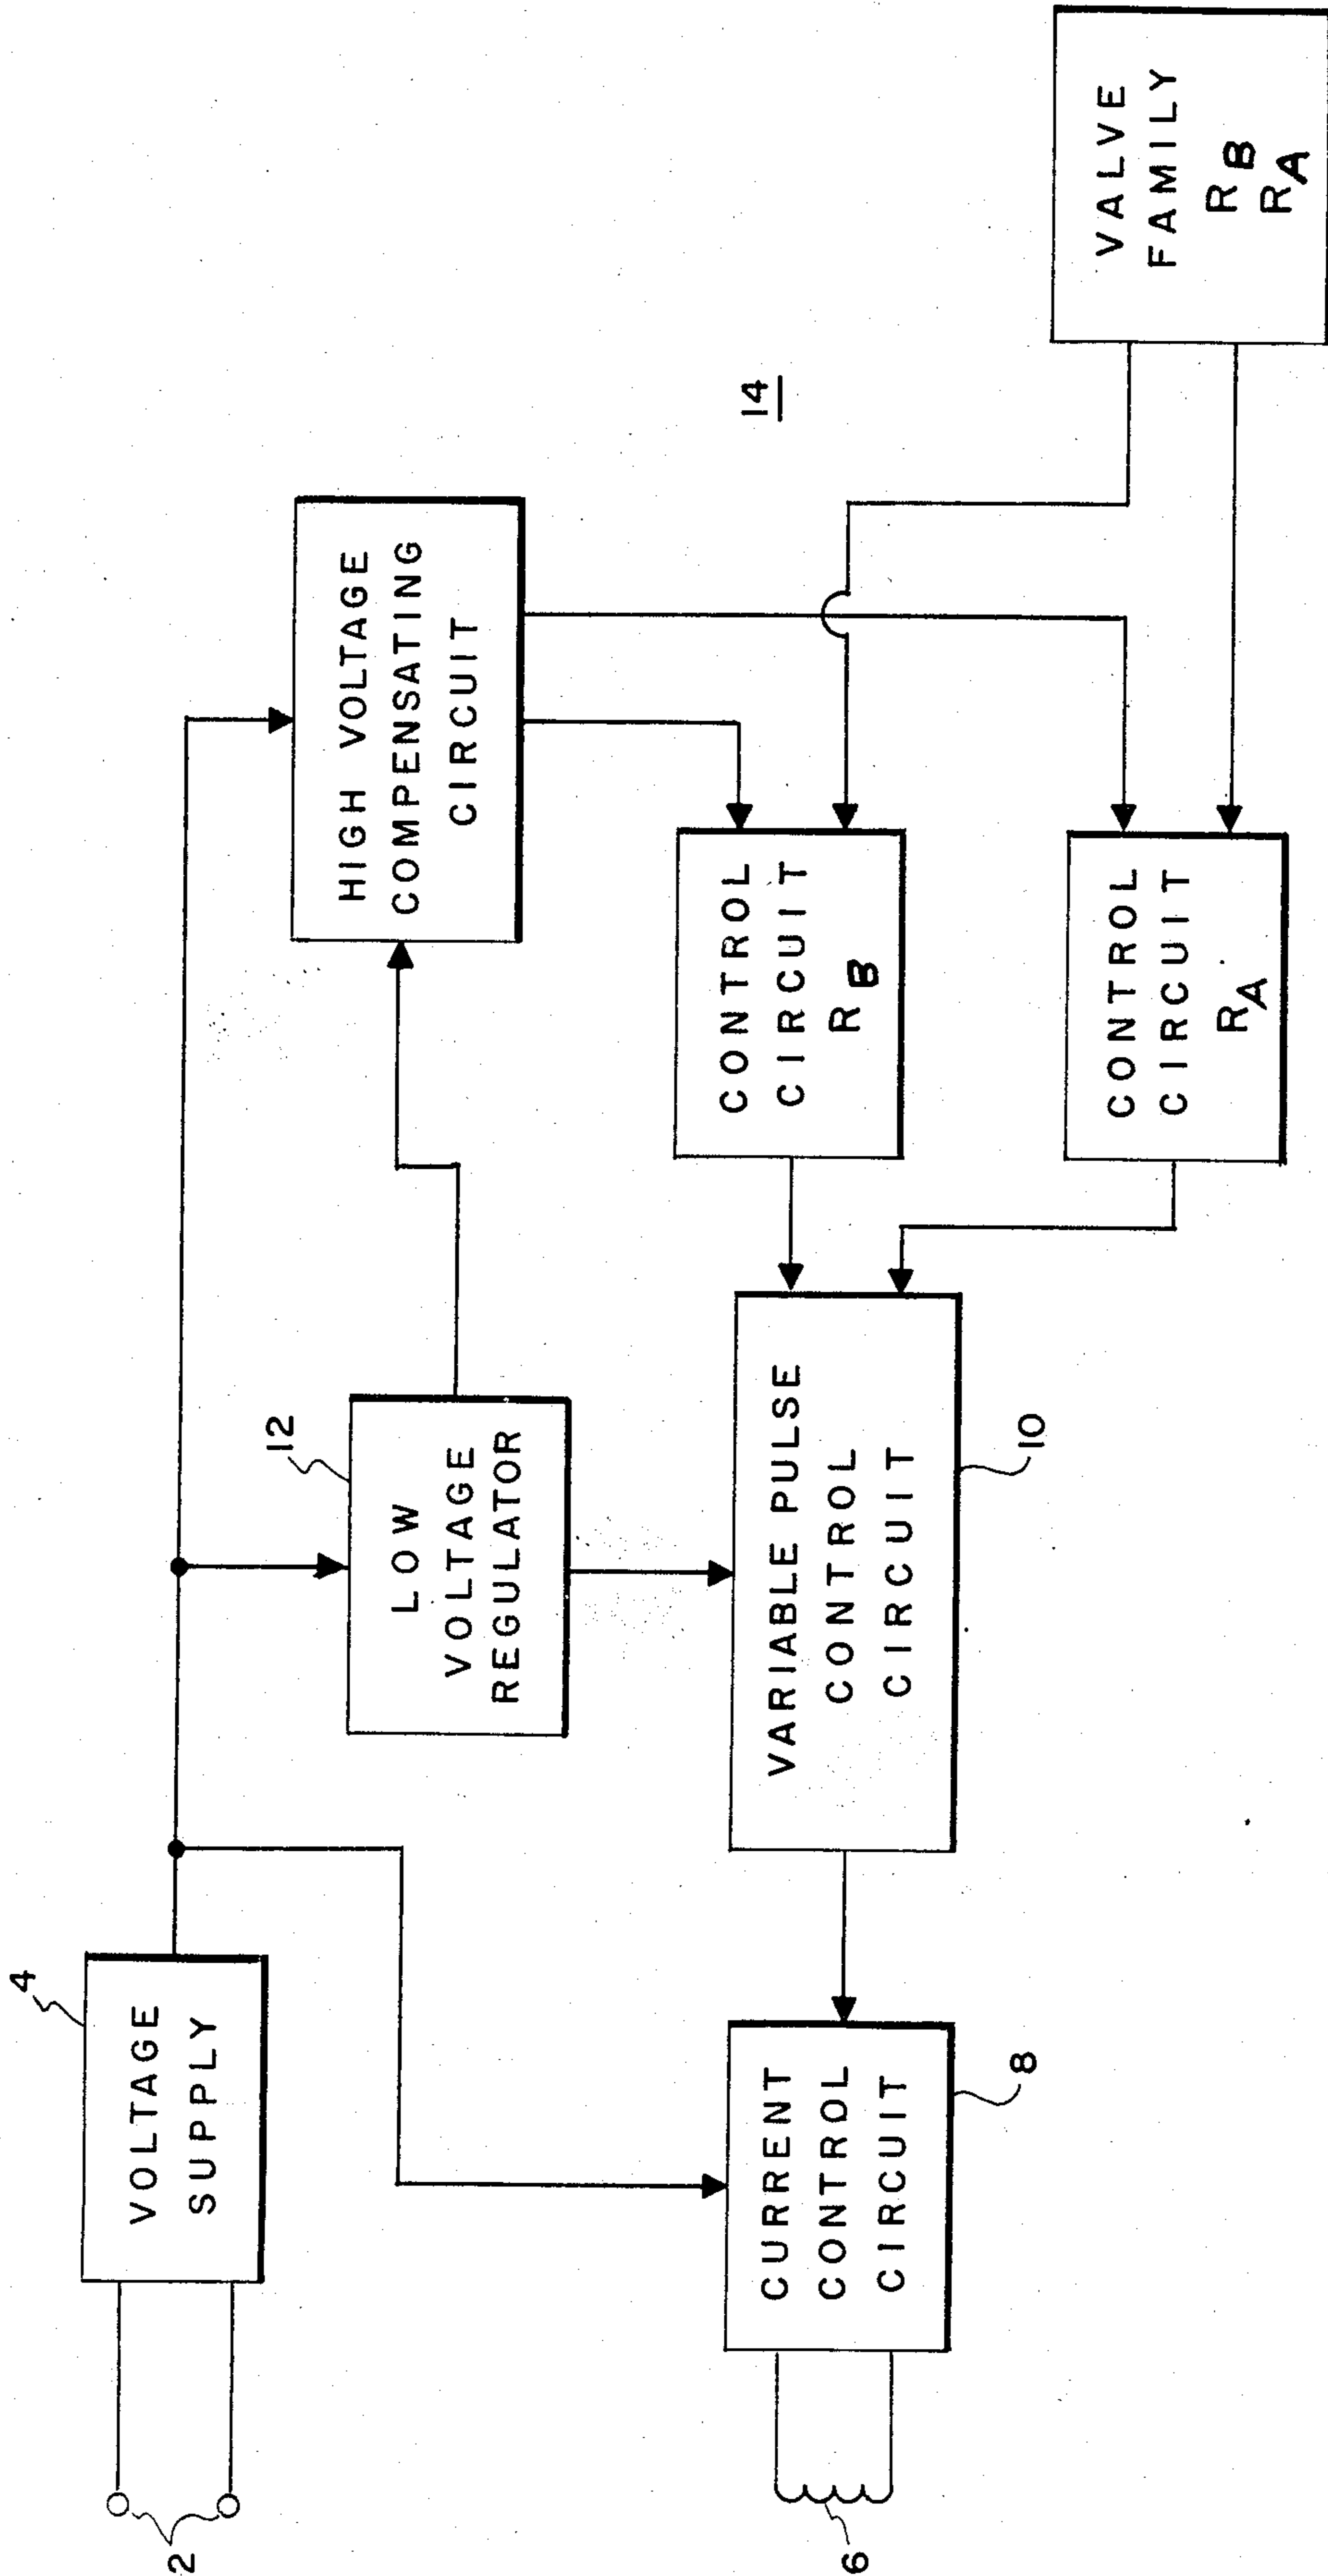 2
4
VOLTAGE
SUPPLY
12
LOW
VOLTAGE
REGULATOR
HIGH VOLTAGE
COMPENSATING
CIRCUIT
6
CURRENT
CONTROL
CIRCUIT
8
VARIABLE PULSE
CONTROL
CIRCUIT
10
CONTROL
CIRCUIT
RB
CONTROL
CIRCUIT
RA
14
VALVE
FAMILY
RB
RA